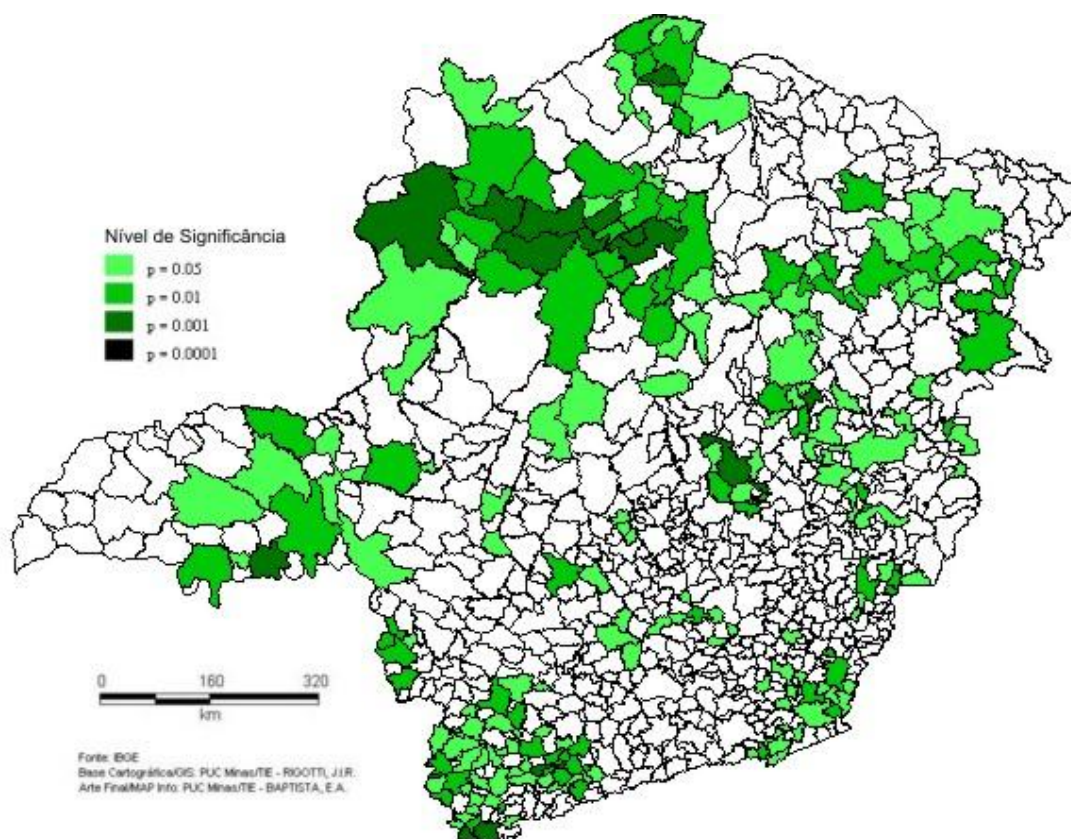 Nível de Significância
p = 0.05
p = 0.01
p = 0.001
p = 0.0001
0 160 320
km
Fonte: IBGE
Base Cartográfica/GIS: PUC Minas/TIE - RIGOTTI, J.I.R.
Arte Final/MAP Info: PUC Minas/TIE - BAPTISTA, E.A.